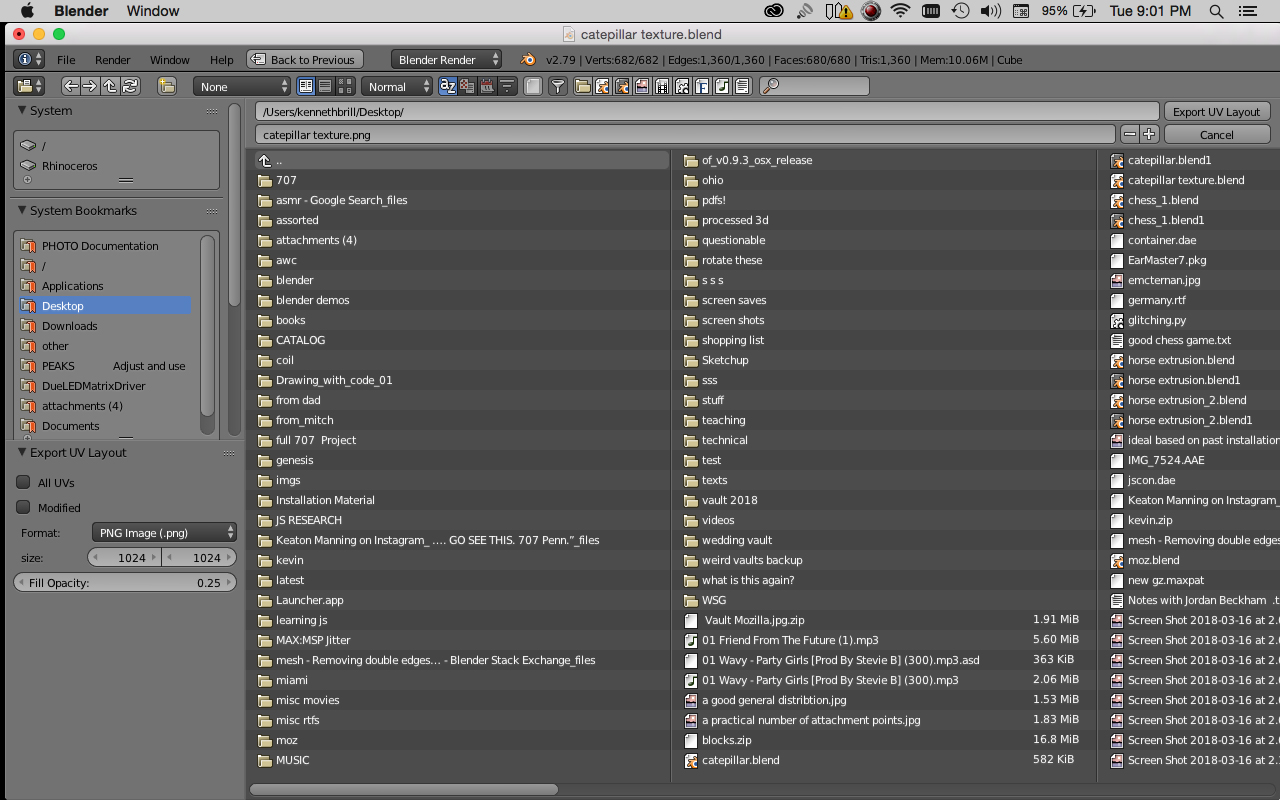 Blender Window 95% Tue 9:01 PM
catepillar texture.blend
File Render Window Help Back to Previous Blender Render v2.79 | Verts:682/682 | Edges:1,360/1,360 | Faces:680/680 | Tris:1,360 | Mem:10.06M | Cube
None Normal
System
/
Rhinoceros
System Bookmarks
PHOTO Documentation
/
Applications
Desktop
Downloads
other
PEAKS Adjust and use
DueLEDMatrixDriver
attachments (4)
Documents
Export UV Layout
All UVs
Modified
Format: PNG Image (.png)
size: 1024 1024
Fill Opacity: 0.25
/Users/kennethbrill/Desktop/ Export UV Layout
catepillar texture.png Cancel
..
707
asmr - Google Search_files
assorted
attachments (4)
awc
blender
blender demos
books
CATALOG
coil
Drawing_with_code_01
from dad
from_mitch
full 707 Project
genesis
imgs
Installation Material
JS RESEARCH
Keaton Manning on Instagram_ .... GO SEE THIS. 707 Penn."_files
kevin
latest
Launcher.app
learning js
MAX:MSP Jitter
mesh - Removing double edges... - Blender Stack Exchange_files
miami
misc movies
misc rtfs
moz
MUSIC
of_v0.9.3_osx_release
ohio
pdfs!
processed 3d
questionable
rotate these
s s s
screen saves
screen shots
shopping list
Sketchup
sss
stuff
teaching
technical
test
texts
vault 2018
videos
wedding vault
weird vaults backup
what is this again?
WSG
Vault Mozilla.jpg.zip 1.91 MiB
01 Friend From The Future (1).mp3 5.60 MiB
01 Wavy - Party Girls [Prod By Stevie B] (300).mp3.asd 363 KiB
01 Wavy - Party Girls [Prod By Stevie B] (300).mp3 2.06 MiB
a good general distribtion.jpg 1.53 MiB
a practical number of attachment points.jpg 1.83 MiB
blocks.zip 16.8 MiB
catepillar.blend 582 KiB
catepillar.blend1
catepillar texture.blend
chess_1.blend
chess_1.blend1
container.dae
EarMaster7.pkg
emcternan.jpg
germany.rtf
glitching.py
good chess game.txt
horse extrusion.blend
horse extrusion.blend1
horse extrusion_2.blend
horse extrusion_2.blend1
ideal based on past installation
IMG_7524.AAE
jscon.dae
Keaton Manning on Instagram_
kevin.zip
mesh - Removing double edges
moz.blend
new gz.maxpat
Notes with Jordan Beckham .t
Screen Shot 2018-03-16 at 2.
Screen Shot 2018-03-16 at 2.
Screen Shot 2018-03-16 at 2.
Screen Shot 2018-03-16 at 2.
Screen Shot 2018-03-16 at 2.
Screen Shot 2018-03-16 at 2.
Screen Shot 2018-03-16 at 2.
Screen Shot 2018-03-16 at 2.